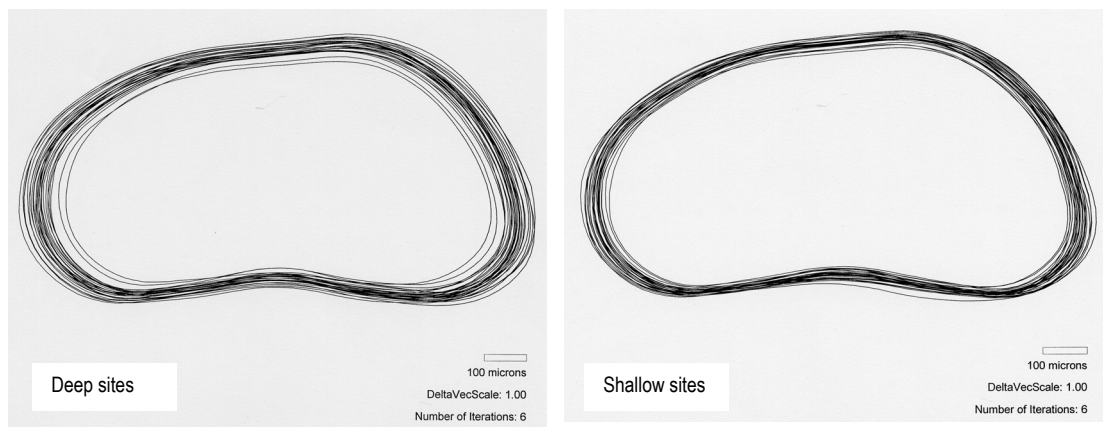 100 microns
Deep sites
DeltaVecScale: 1.00
Number of Iterations: 6
100 microns
Shallow sites
DeltaVecScale: 1.00
Number of Iterations: 6